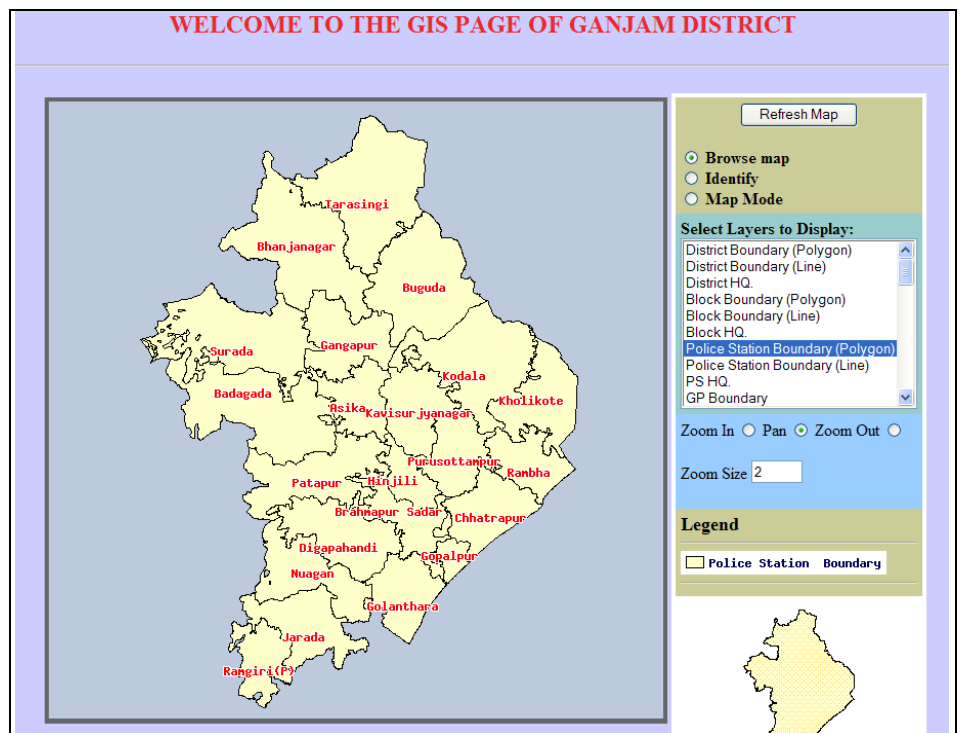 WELCOME TO THE GIS PAGE OF GANJAM DISTRICT
Tarasingi
Bhanjanagar
Buguda
Surada
Gangapur
Kodala
Badagada
Asika
Kavisurjyanagar
Kholikote
Purusottampur
Rambha
Patapur
Hinjili
Brahmapur Sadar
Chhatrapur
Digapahandi
Gopalpur
Nuagan
Golanthara
Jarada
Ramgiri(P)
Refresh Map
Browse map
Identify
Map Mode
Select Layers to Display:
District Boundary (Polygon)
District Boundary (Line)
District HQ.
Block Boundary (Polygon)
Block Boundary (Line)
Block HQ.
Police Station Boundary (Polygon)
Police Station Boundary (Line)
PS HQ.
GP Boundary
Zoom In Pan Zoom Out
Zoom Size 2
Legend
Police Station Boundary